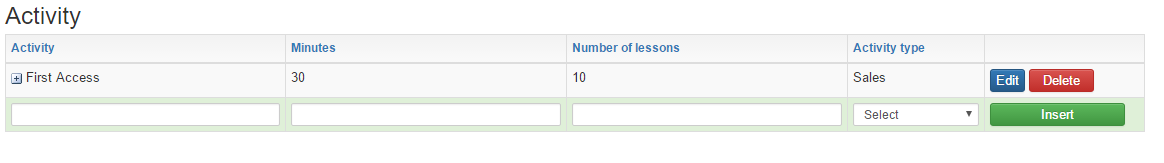 Activity
Activity Minutes Number of lessons Activity type
First Access 30 10 Sales Edit Delete
Select Insert